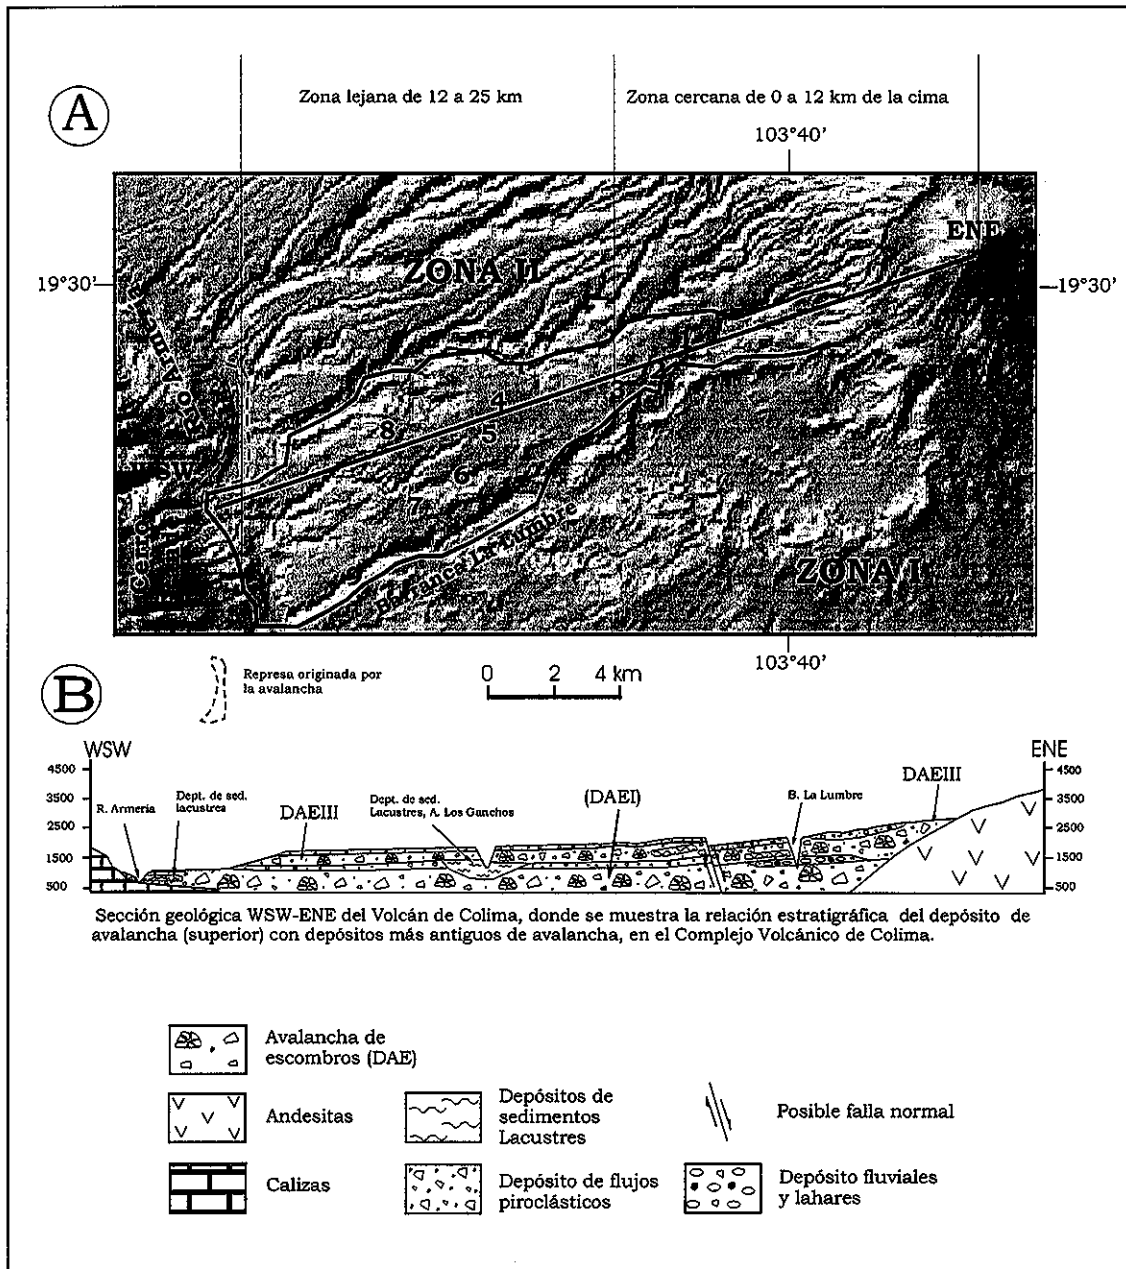 A
Zona lejana de 12 a 25 km
Zona cercana de 0 a 12 km de la cima
103°40'
ENE
ZONA II
19°30'
19°30'
1
4
8
5
6
7
Barranca La Lumbre
ZONA I
103°40'
Represa originada por
la avalancha
0 2 4 km
B
WSW
ENE
4500
3500
2500
1500
500
R. Armería
Dept. de sed.
lacustres
DAEIII
Dept. de sed.
Lacustres, A. Los Ganchos
(DAEI)
B. La Lumbre
DAEIII
4500
3500
2500
1500
500
Sección geológica WSW-ENE del Volcán de Colima, donde se muestra la relación estratigráfica del depósito de
avalancha (superior) con depósitos más antiguos de avalancha, en el Complejo Volcánico de Colima.
Avalancha de
escombros (DAE)
Andesitas
Depósitos de
sedimentos
Lacustres
Posible falla normal
Calizas
Depósito de flujos
piroclásticos
Depósito fluviales
y lahares